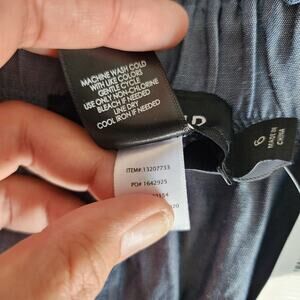 MACHINE WASH COLD
WITH LIKE COLORS
GENTLE CYCLE
USE ONLY NON-CHLORINE
BLEACH IF NEEDED
LINE DRY
COOL IRON IF NEEDED
6
MADE IN
CHINA
ITEM#:13207733
PO# 1642925